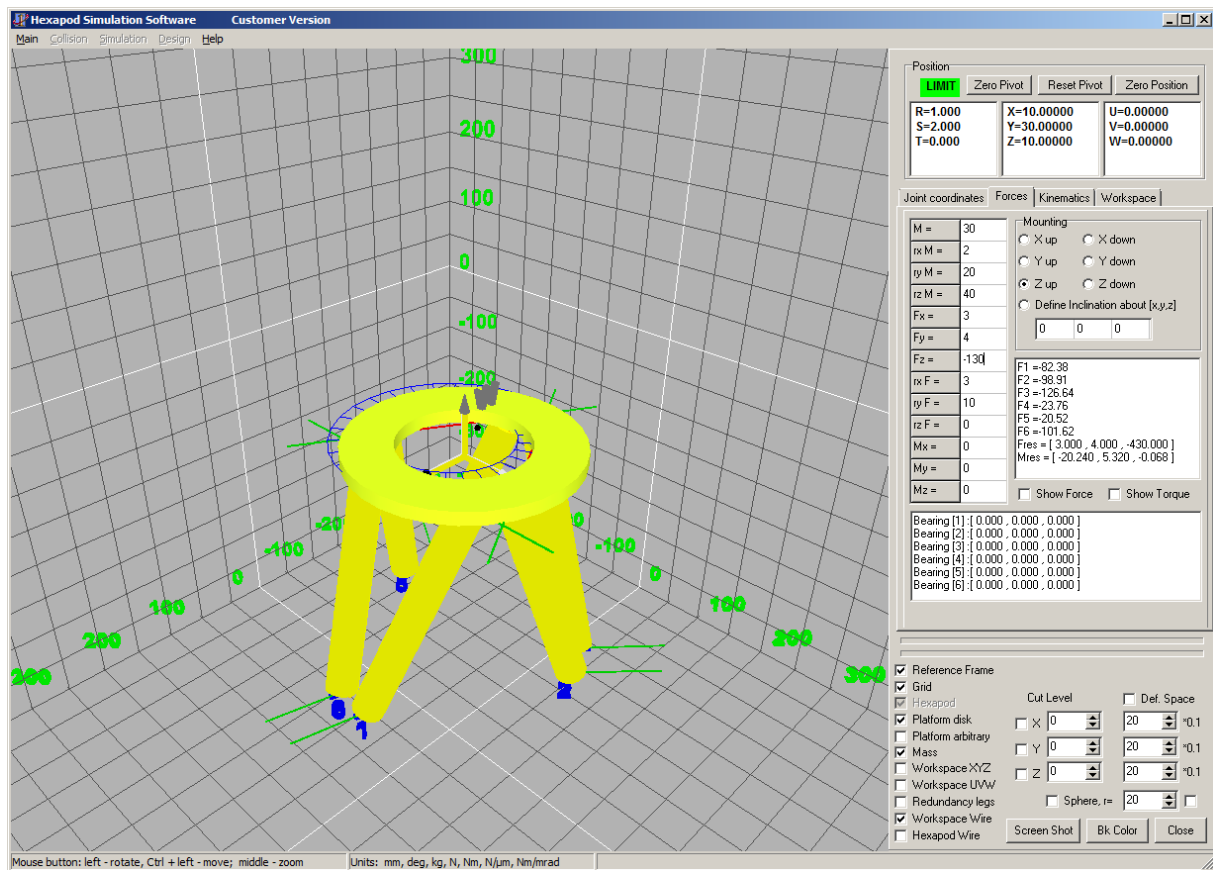 Hexapod Simulation Software Customer Version
Main Collision Simulation Design Help
300
200
100
0
-100
-200
-100
0
100
200
-100
0
100
200
300
6
1
2
Position
LIMIT Zero Pivot Reset Pivot Zero Position
R=1.000 X=10.00000 U=0.00000
S=2.000 Y=30.00000 V=0.00000
T=0.000 Z=10.00000 W=0.00000
Joint coordinates Forces Kinematics Workspace
M = 30
rx M = 2
ry M = 20
rz M = 40
Fx = 3
Fy = 4
Fz = -130
rx F = 3
ry F = 10
rz F = 0
Mx = 0
My = 0
Mz = 0
Mounting
X up X down
Y up Y down
Z up Z down
Define Inclination about [x,y,z]
0 0 0
F1 =-82.38
F2 =-98.91
F3 =-126.64
F4 =-23.76
F5 =-20.52
F6 =-101.62
Fres = [ 3.000 , 4.000 , -430.000 ]
Mres = [ -20.240 , 5.320 , -0.068 ]
Show Force Show Torque
Bearing [1] :[ 0.000 , 0.000 , 0.000 ]
Bearing [2] :[ 0.000 , 0.000 , 0.000 ]
Bearing [3] :[ 0.000 , 0.000 , 0.000 ]
Bearing [4] :[ 0.000 , 0.000 , 0.000 ]
Bearing [5] :[ 0.000 , 0.000 , 0.000 ]
Bearing [6] :[ 0.000 , 0.000 , 0.000 ]
Reference Frame
Grid
Hexapod
Platform disk
Platform arbitrary
Mass
Workspace XYZ
Workspace UVW
Redundancy legs
Workspace Wire
Hexapod Wire
Cut Level Def. Space
X 0 20 *0.1
Y 0 20 *0.1
Z 0 20 *0.1
Sphere, r= 20
Screen Shot Bk Color Close
Mouse button: left - rotate, Ctrl + left - move; middle - zoom
Units: mm, deg, kg, N, Nm, N/µm, Nm/mrad